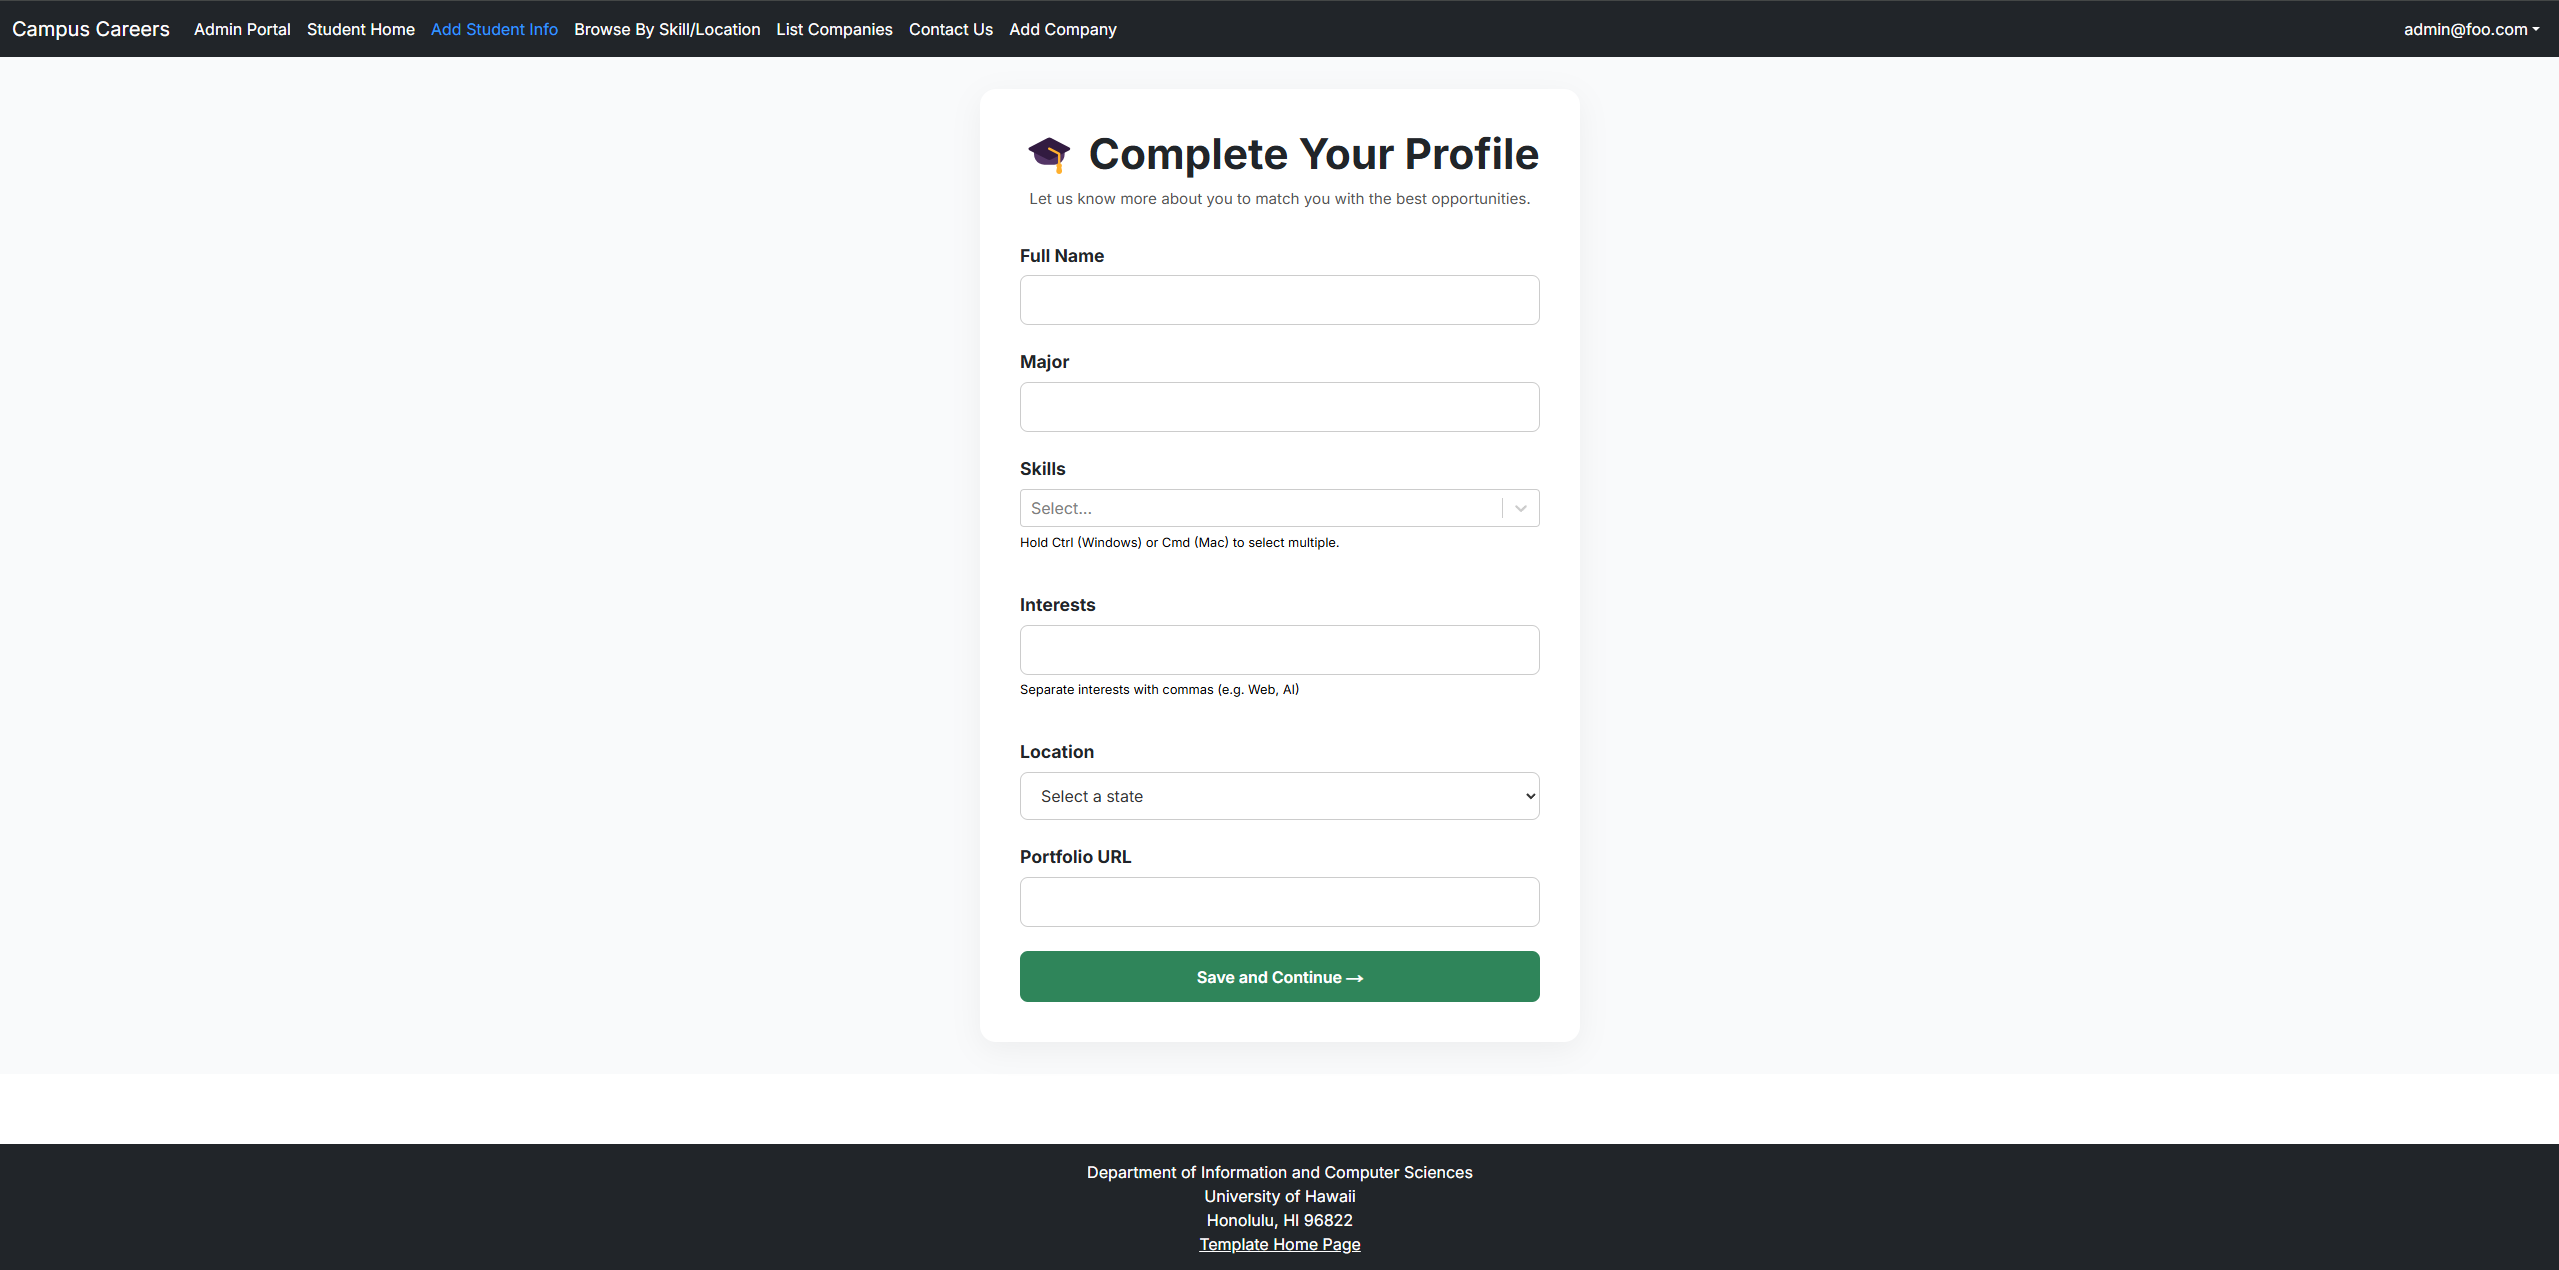 Campus Careers Admin Portal Student Home Add Student Info Browse By Skill/Location List Companies Contact Us Add Company admin@foo.com
Complete Your Profile
Let us know more about you to match you with the best opportunities.
Full Name
Major
Skills
Select...
Hold Ctrl (Windows) or Cmd (Mac) to select multiple.
Interests
Separate interests with commas (e.g. Web, AI)
Location
Select a state
Portfolio URL
Save and Continue →
Department of Information and Computer Sciences
University of Hawaii
Honolulu, HI 96822
Template Home Page